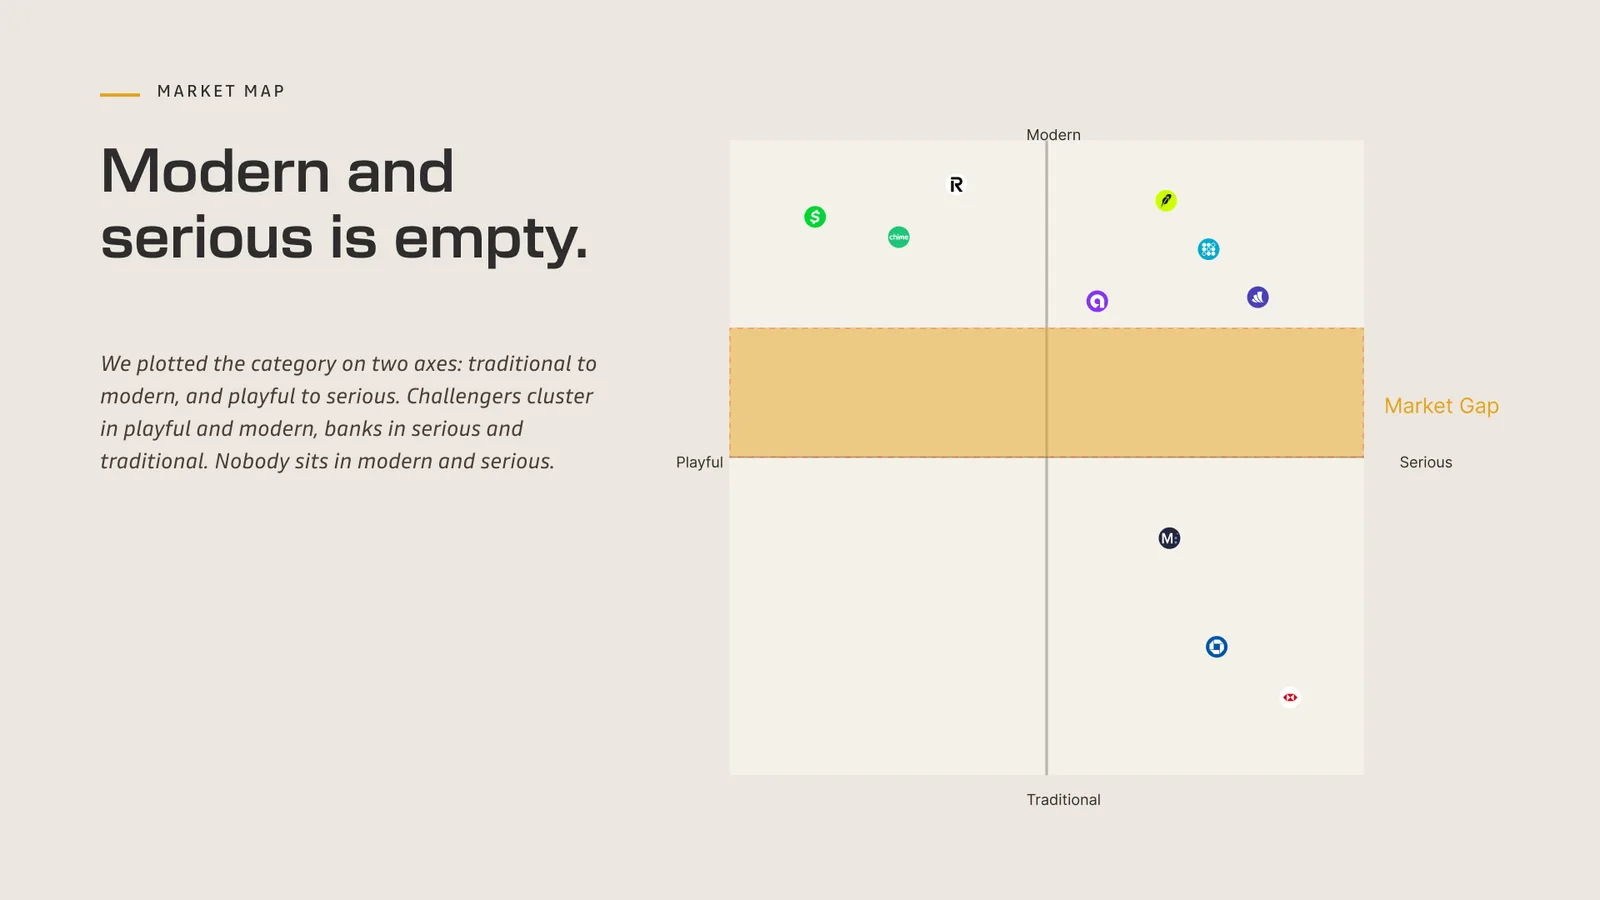 MARKET MAP
Modern and
serious is empty.
We plotted the category on two axes: traditional to
modern, and playful to serious. Challengers cluster
in playful and modern, banks in serious and
traditional. Nobody sits in modern and serious.
Modern
R
$
chime
a
Market Gap
Playful
Serious
M:
Traditional